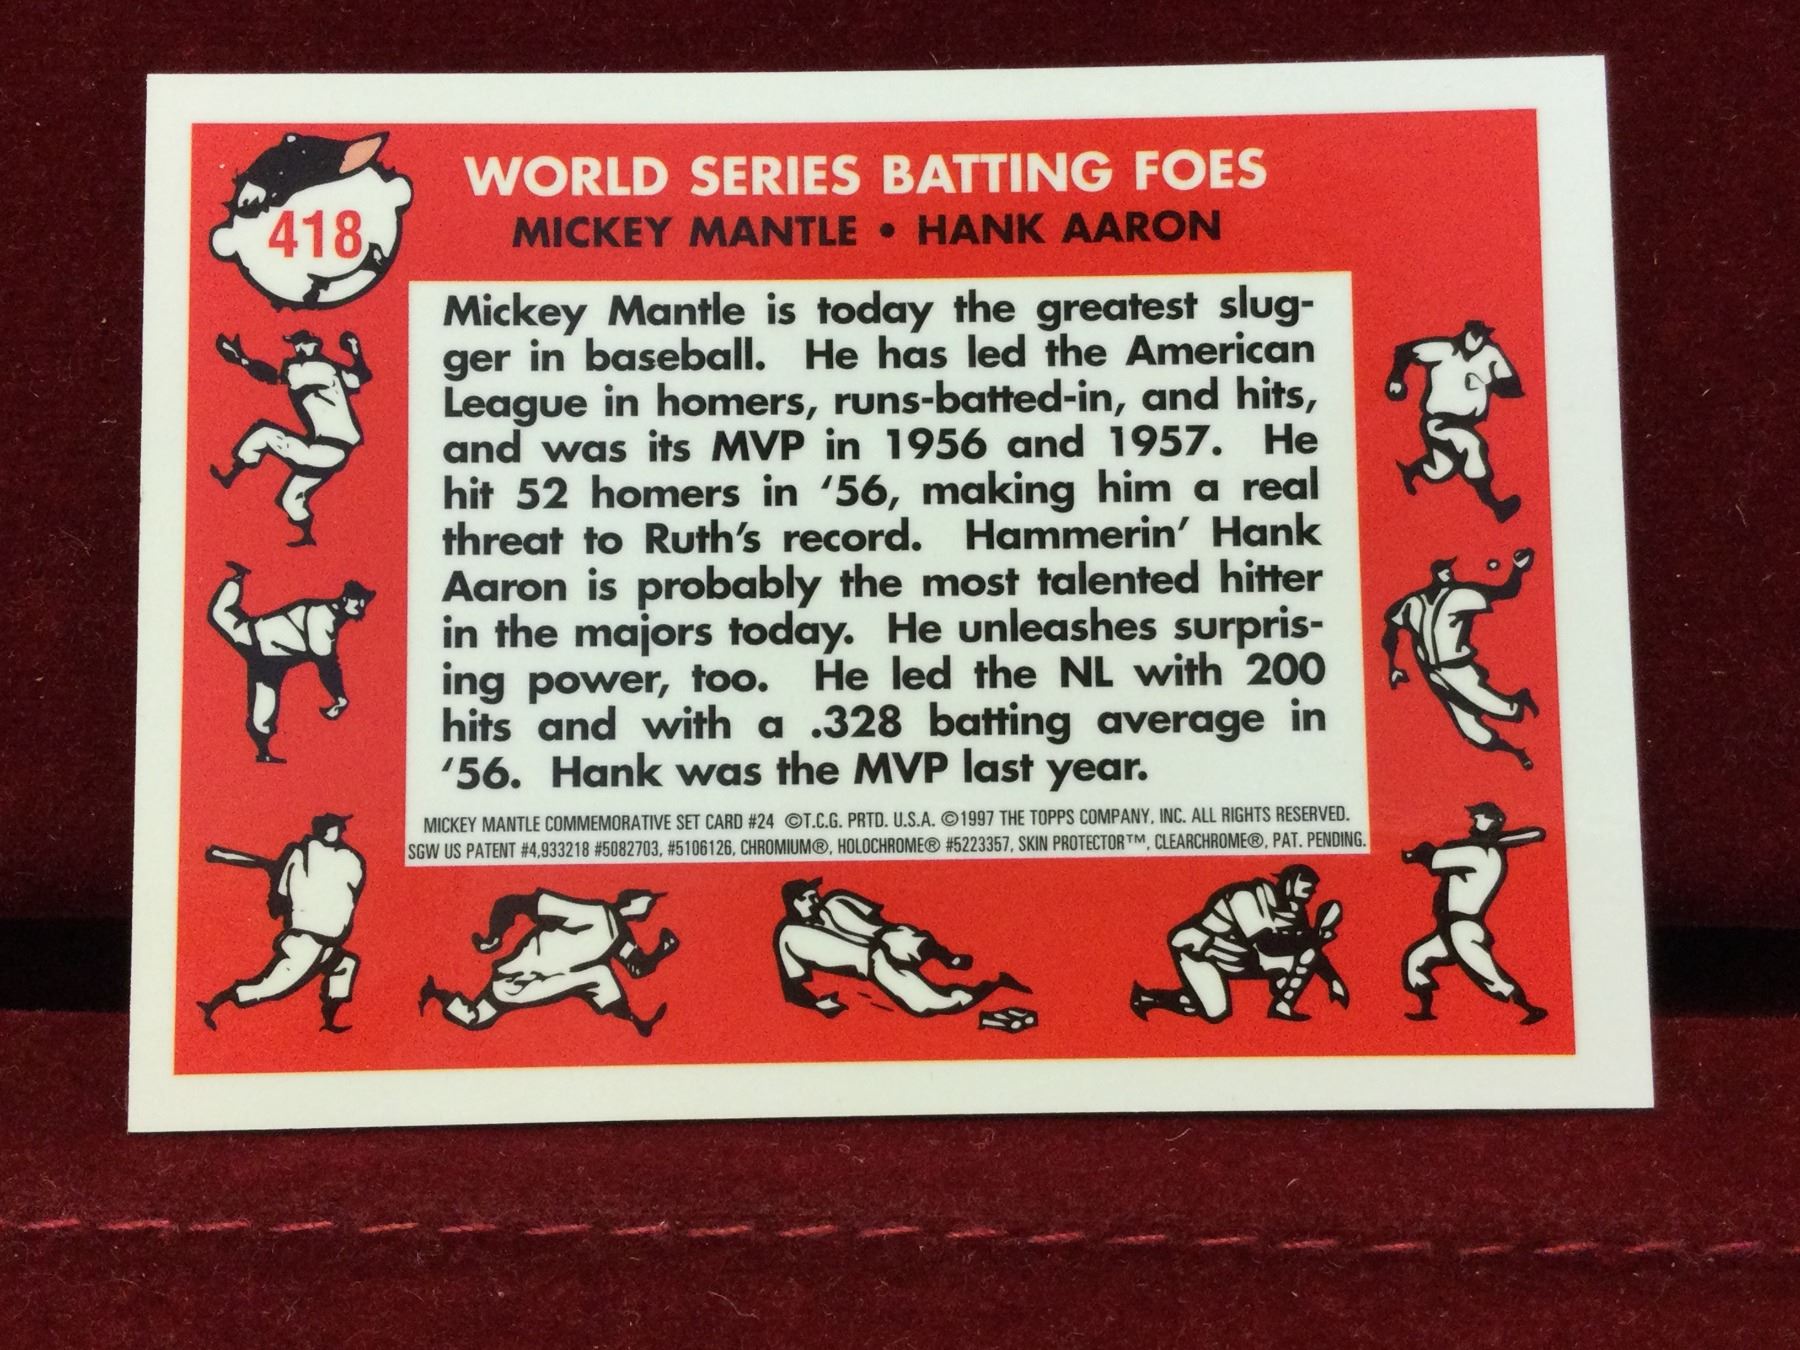 418
WORLD SERIES BATTING FOES
MICKEY MANTLE • HANK AARON
Mickey Mantle is today the greatest slug-
ger in baseball. He has led the American
League in homers, runs-batted-in, and hits,
and was its MVP in 1956 and 1957. He
hit 52 homers in ‘56, making him a real
threat to Ruth’s record. Hammerin’ Hank
Aaron is probably the most talented hitter
in the majors today. He unleashes surpris-
ing power, too. He led the NL with 200
hits and with a .328 batting average in
‘56. Hank was the MVP last year.
MICKEY MANTLE COMMEMORATIVE SET CARD #24 ©T.C.G. PRTD. U.S.A. ©1997 THE TOPPS COMPANY, INC. ALL RIGHTS RESERVED.
SGW US PATENT #4,933218 #5082703, #5106126, CHROMIUM®, HOLOCHROME® #5223357, SKIN PROTECTOR™, CLEARCHROME®, PAT. PENDING.